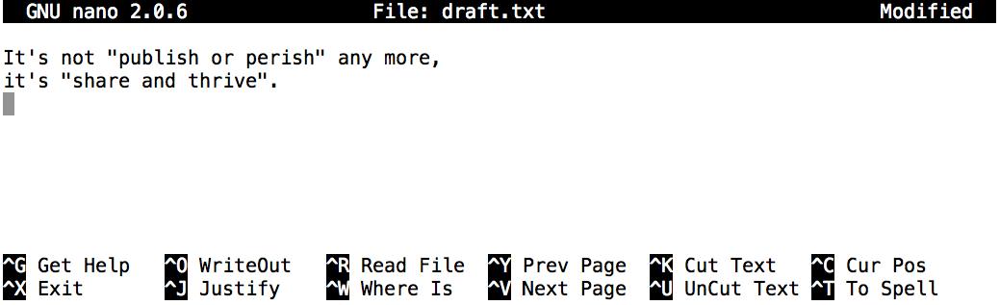 GNU nano 2.0.6 File: draft.txt Modified
It's not "publish or perish" any more,
it's "share and thrive".
^G Get Help ^O WriteOut ^R Read File ^Y Prev Page ^K Cut Text ^C Cur Pos
^X Exit ^J Justify ^W Where Is ^V Next Page ^U UnCut Text ^T To Spell